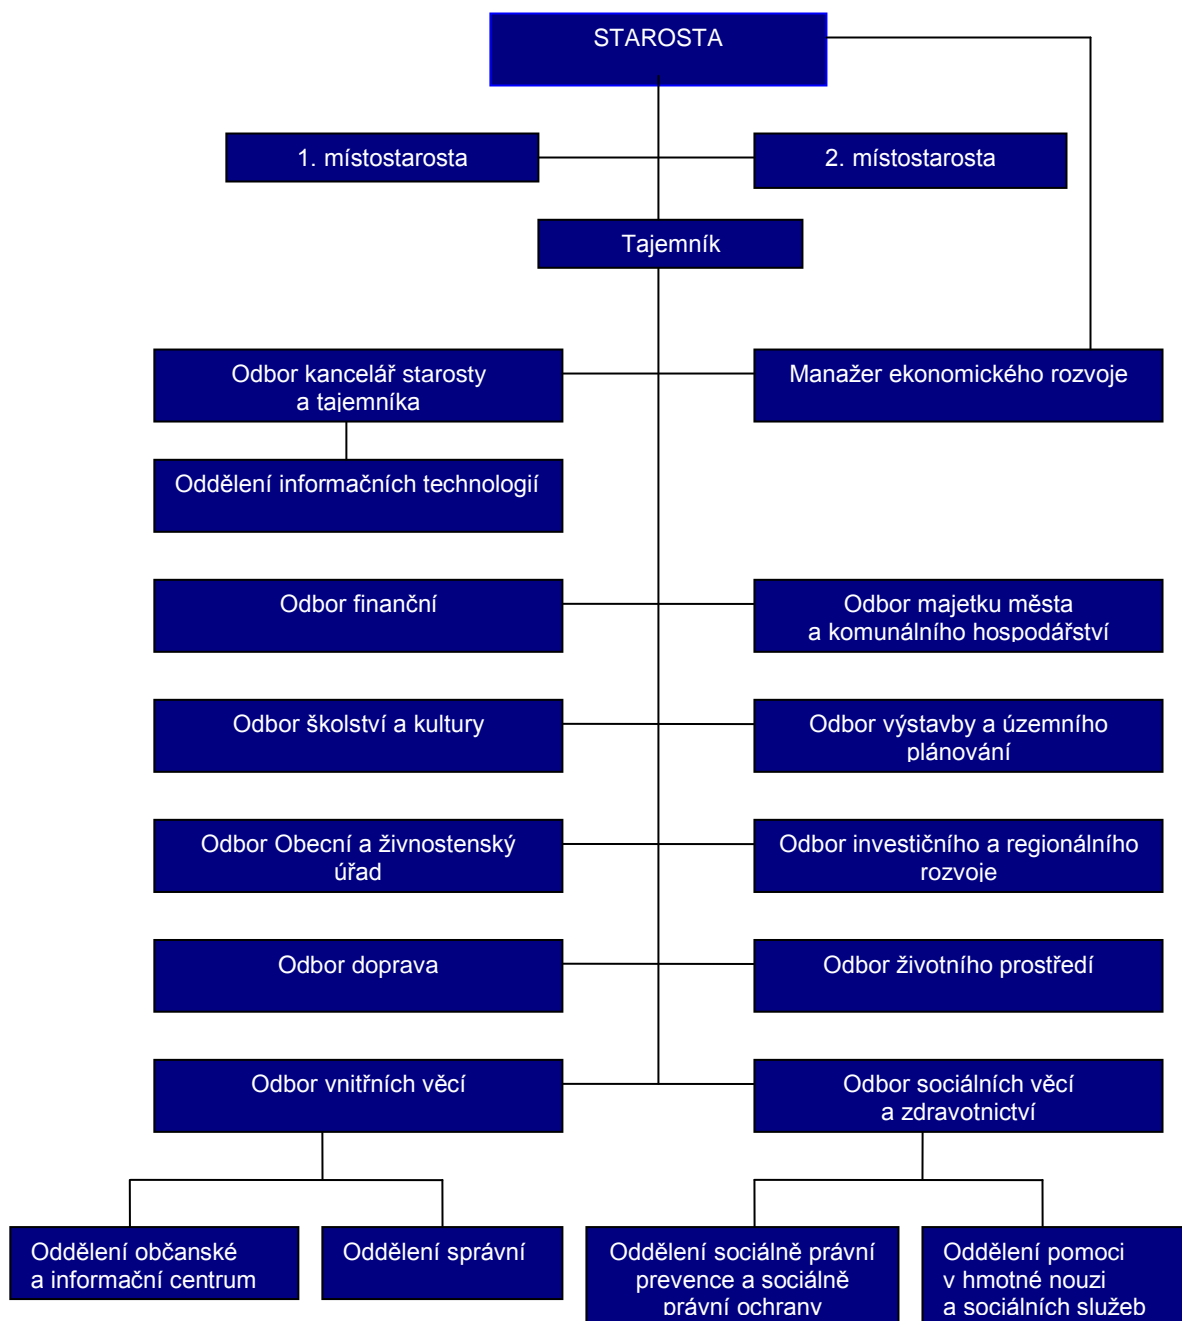 STAROSTA
1. místostarosta
2. místostarosta
Tajemník
Odbor kancelář starosty
a tajemníka
Manažer ekonomického rozvoje
Oddělení informačních technologií
Odbor finanční
Odbor majetku města
a komunálního hospodářství
Odbor školství a kultury
Odbor výstavby a územního
plánování
Odbor Obecní a živnostenský
úřad
Odbor investičního a regionálního
rozvoje
Odbor doprava
Odbor životního prostředí
Odbor vnitřních věcí
Odbor sociálních věcí
a zdravotnictví
Oddělení občanské
a informační centrum
Oddělení správní
Oddělení sociálně právní
prevence a sociálně
právní ochrany
Oddělení pomoci
v hmotné nouzi
a sociálních služeb